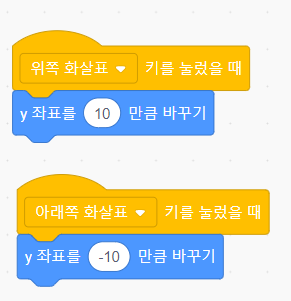 위쪽 화살표 키를 눌렀을 때
y 좌표를 10 만큼 바꾸기
아래쪽 화살표 키를 눌렀을 때
y 좌표를 -10 만큼 바꾸기